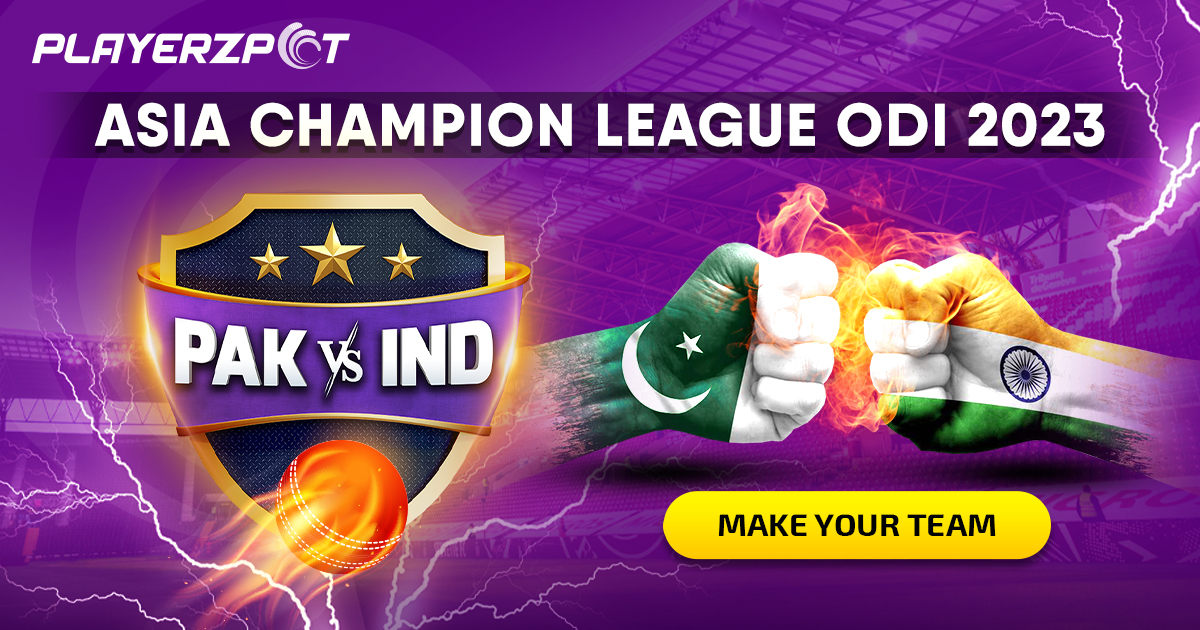 PLAYERZPOT
ASIA CHAMPION LEAGUE ODI 2023
PAK VS IND
MAKE YOUR TEAM